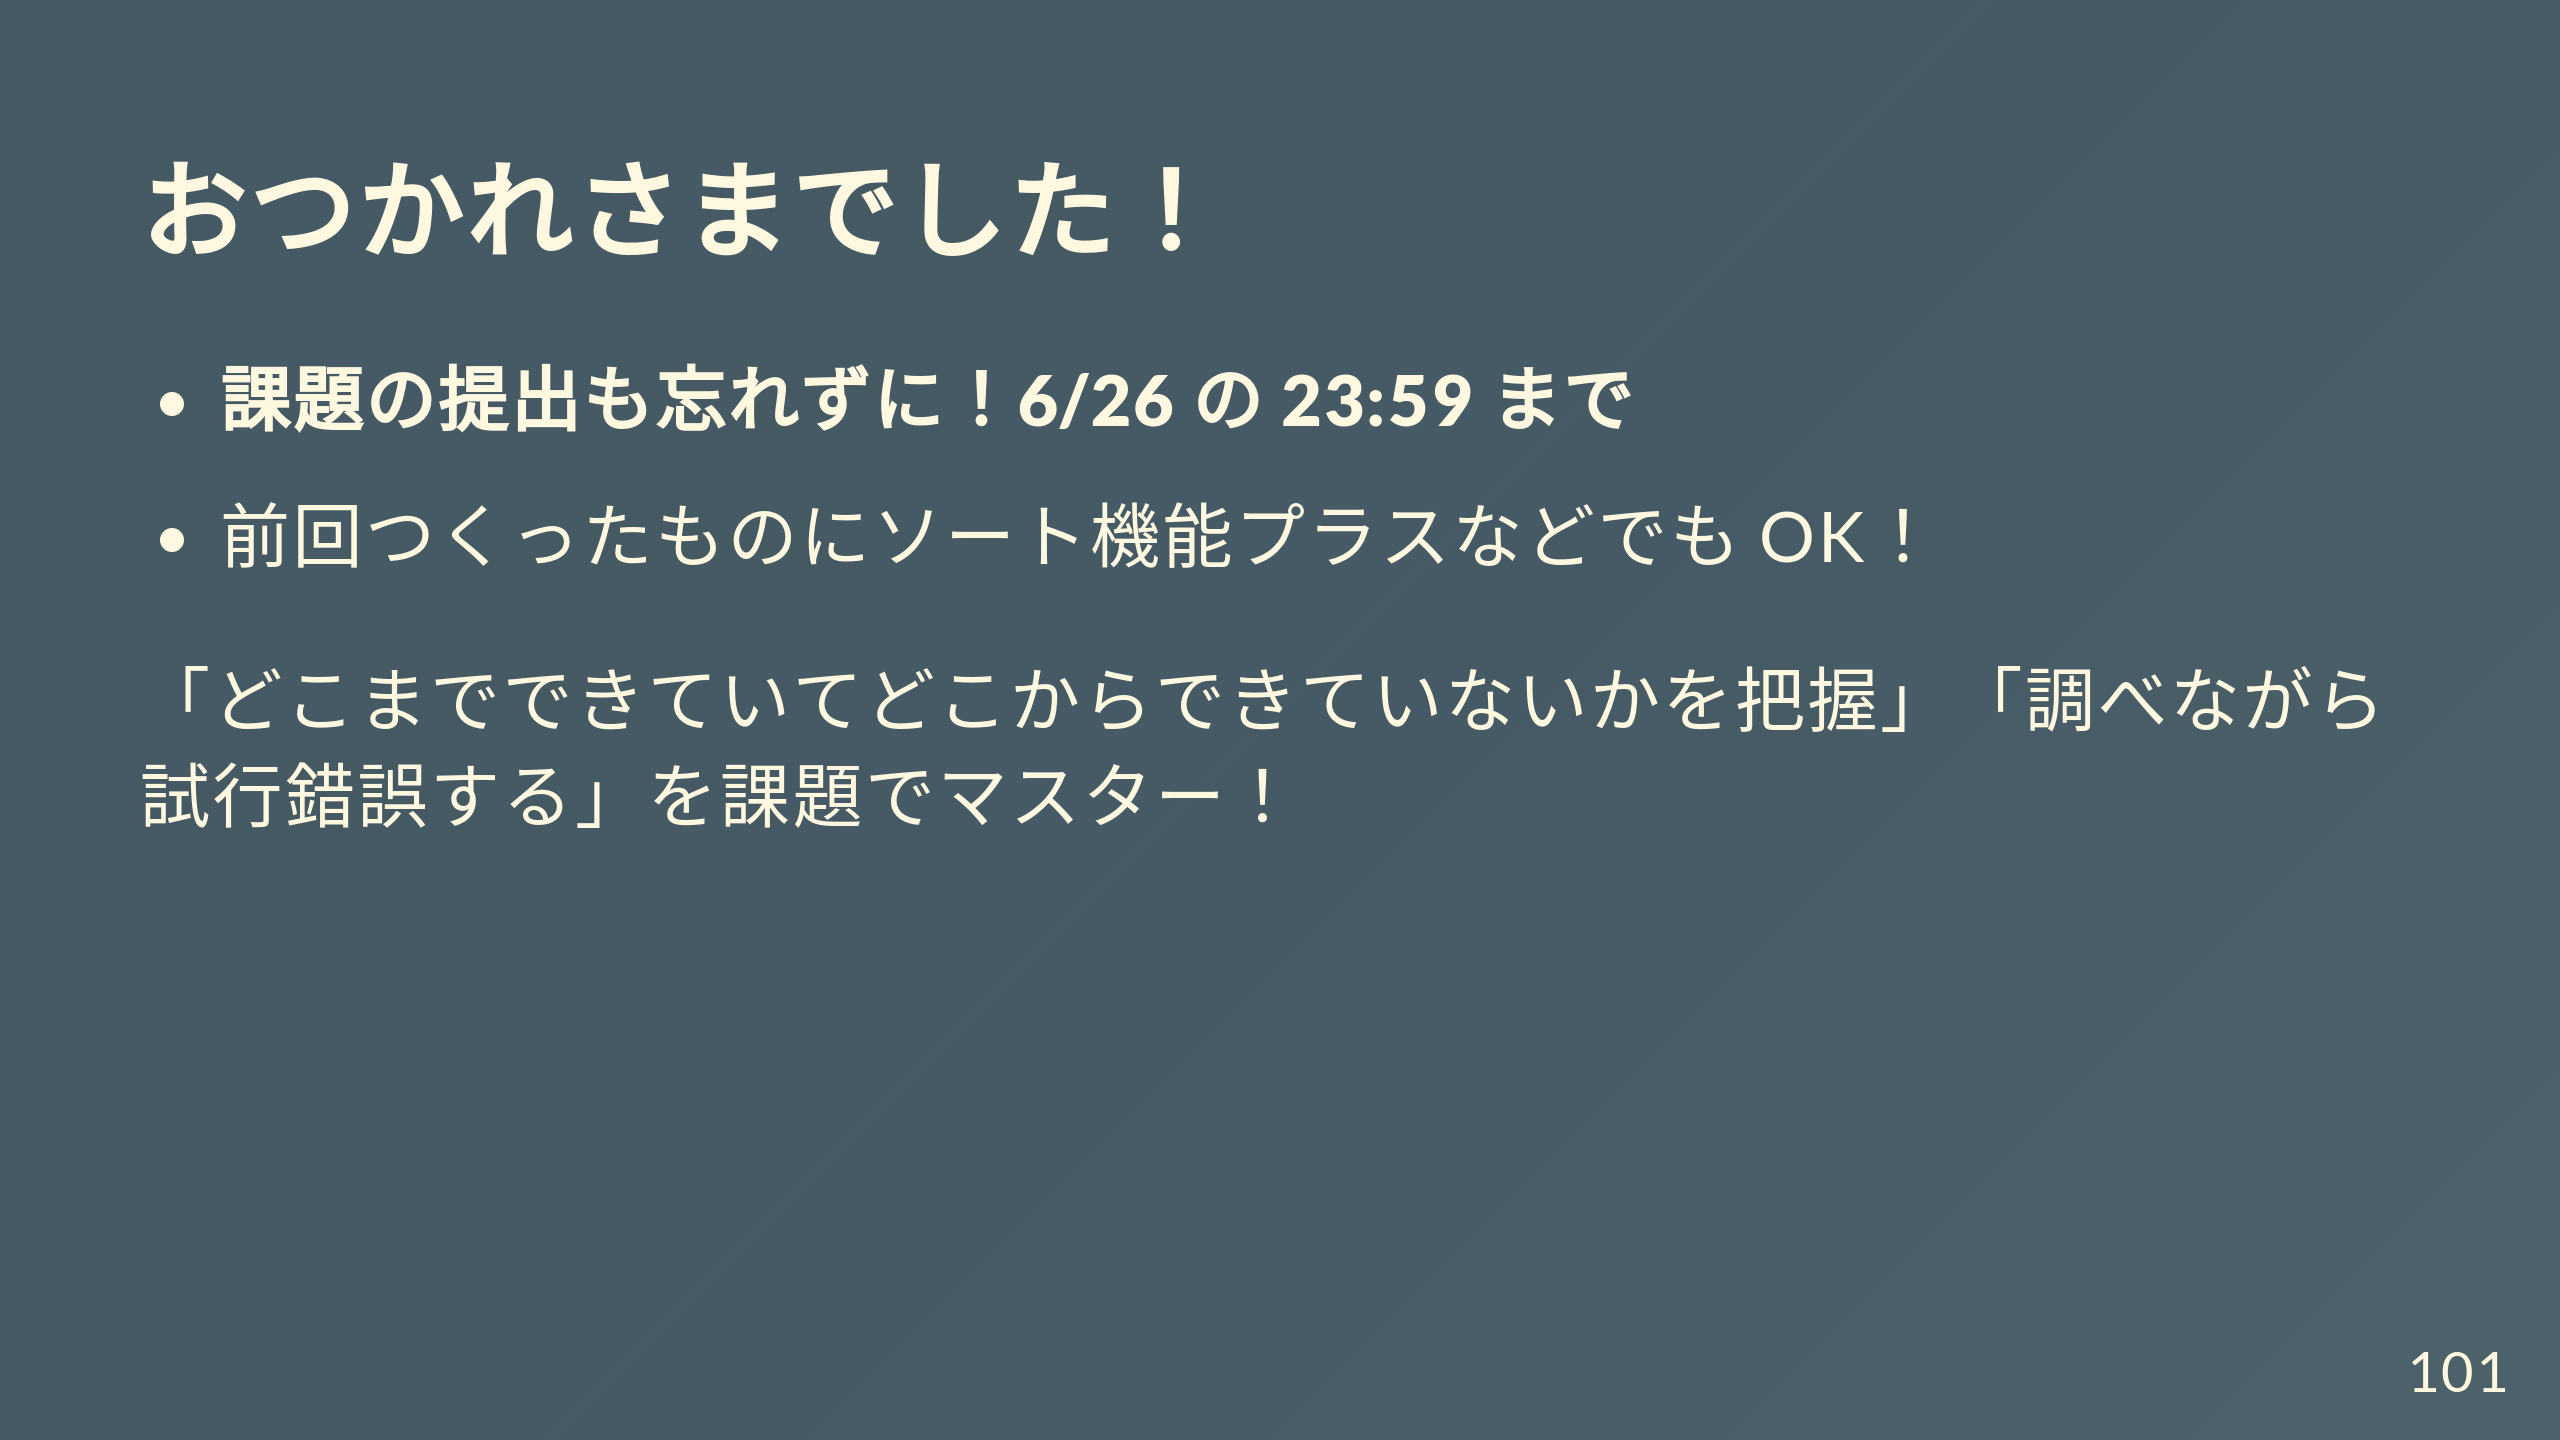 おつかれさまでした！
• 課題の提出も忘れずに！6/26 の 23:59 まで
• 前回つくったものにソート機能プラスなどでも OK！
「どこまでできていてどこからできていないかを把握」「調べながら
試行錯誤する」を課題でマスター！
101